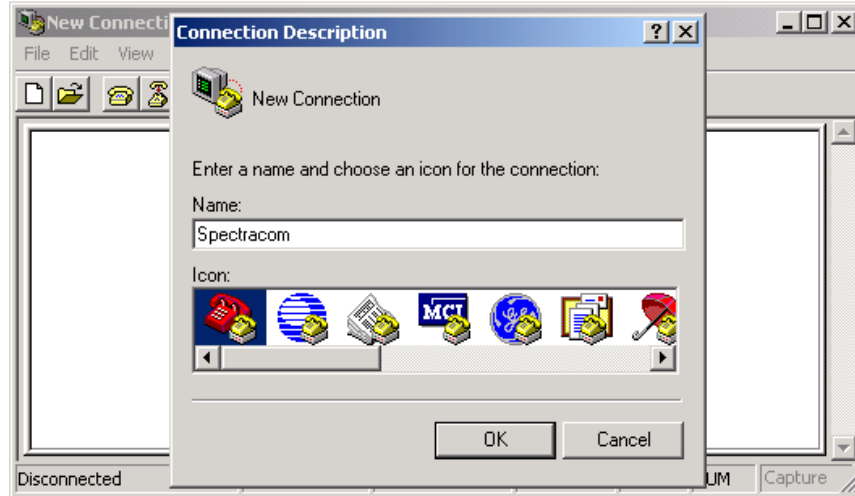 New Connecti
Connection Description
File Edit View
New Connection
Enter a name and choose an icon for the connection:
Name:
Spectracom
Icon:
MCI
OK Cancel
Disconnected
UM
Capture